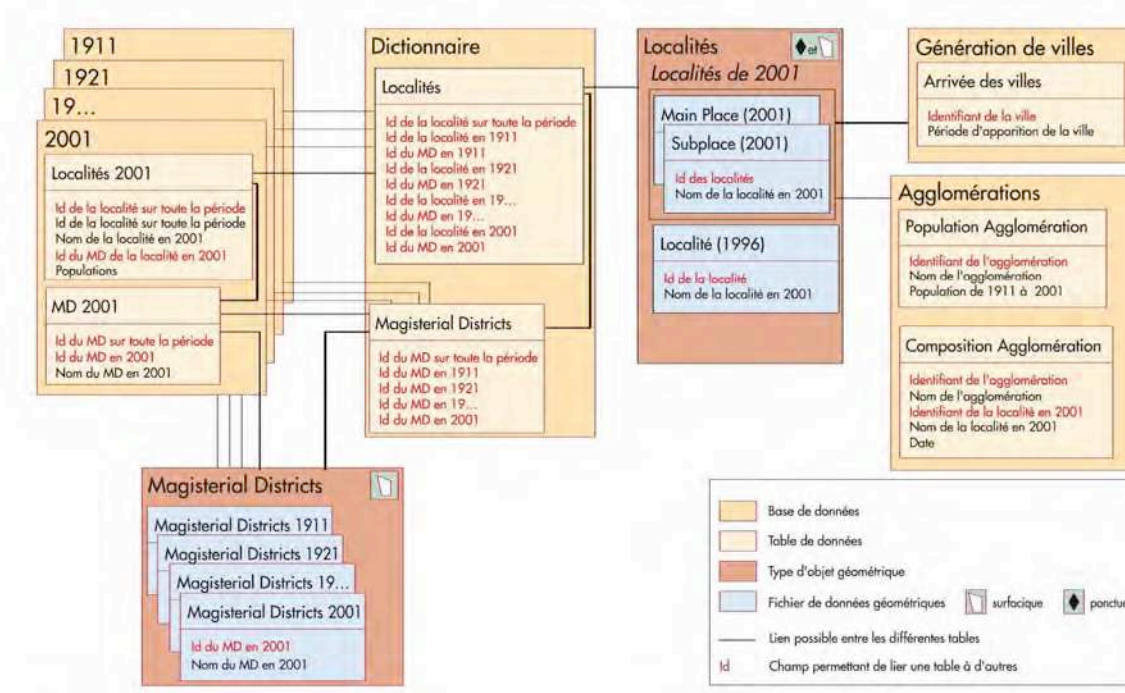 1911
1921
19...
2001
Localités 2001
Id de la localité sur toute la période
Id de la localité sur toute la période
Nom de la localité en 2001
Id du MD de la localité en 2001
Populations
MD 2001
Id du MD sur toute la période
Id du MD en 2001
Nom du MD en 2001
Dictionnaire
Localités
Id de la localité sur toute la période
Id de la localité en 1911
Id du MD en 1911
Id de la localité en 1921
Id du MD en 1921
Id de la localité en 19...
Id du MD en 19...
Id de la localité en 2001
Id du MD en 2001
Magisterial Districts
Id du MD sur toute la période
Id du MD en 1911
Id du MD en 1921
Id du MD en 19...
Id du MD en 2001
Localités
et
Localités de 2001
Main Place (2001)
Subplace (2001)
Id des localités
Nom de la localité en 2001
Localité (1996)
Id de la localité
Nom de la localité en 2001
Génération de villes
Arrivée des villes
Identifiant de la ville
Période d'apparition de la ville
Agglomérations
Population Agglomération
Identifiant de l'agglomération
Nom de l'agglomération
Population de 1911 à 2001
Composition Agglomération
Identifiant de l'agglomération
Nom de l'agglomération
Identifiant de la localité en 2001
Nom de la localité en 2001
Date
Magisterial Districts
Magisterial Districts 1911
Magisterial Districts 1921
Magisterial Districts 19...
Magisterial Districts 2001
Id du MD en 2001
Nom du MD en 2001
Base de données
Table de données
Type d'objet géométrique
Fichier de données géométriques surfacique ponctue
Lien possible entre les différentes tables
Id Champ permettant de lier une table à d'autres